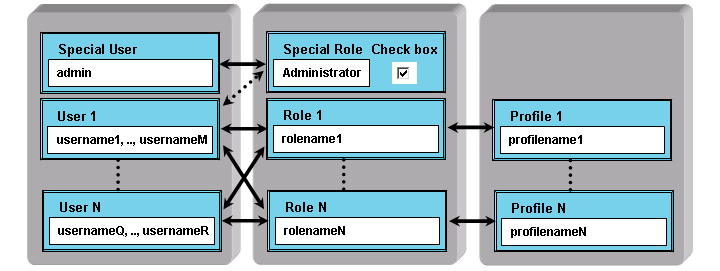 Special User
admin
User 1
username1, .., usernameM
User N
usernameQ, .., usernameR
Special Role Check box
Administrator
Role 1
rolename1
Role N
rolenameN
Profile 1
profilename1
Profile N
profilenameN